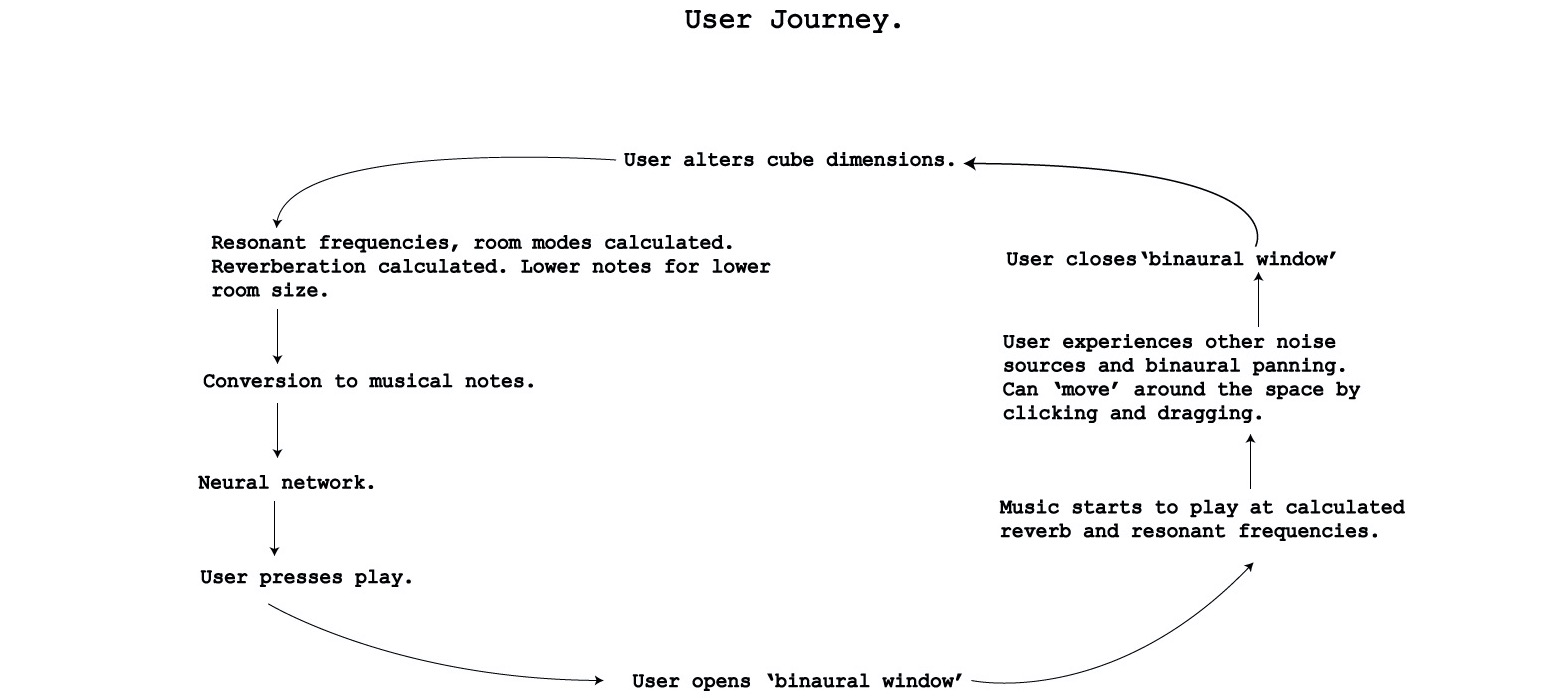 User Journey.
User alters cube dimensions.
Resonant frequencies, room modes calculated.
Reverberation calculated. Lower notes for lower
room size.
Conversion to musical notes.
Neural network.
User presses play.
User opens ‘binaural window’
Music starts to play at calculated
reverb and resonant frequencies.
User experiences other noise
sources and binaural panning.
Can ‘move’ around the space by
clicking and dragging.
User closes‘binaural window’